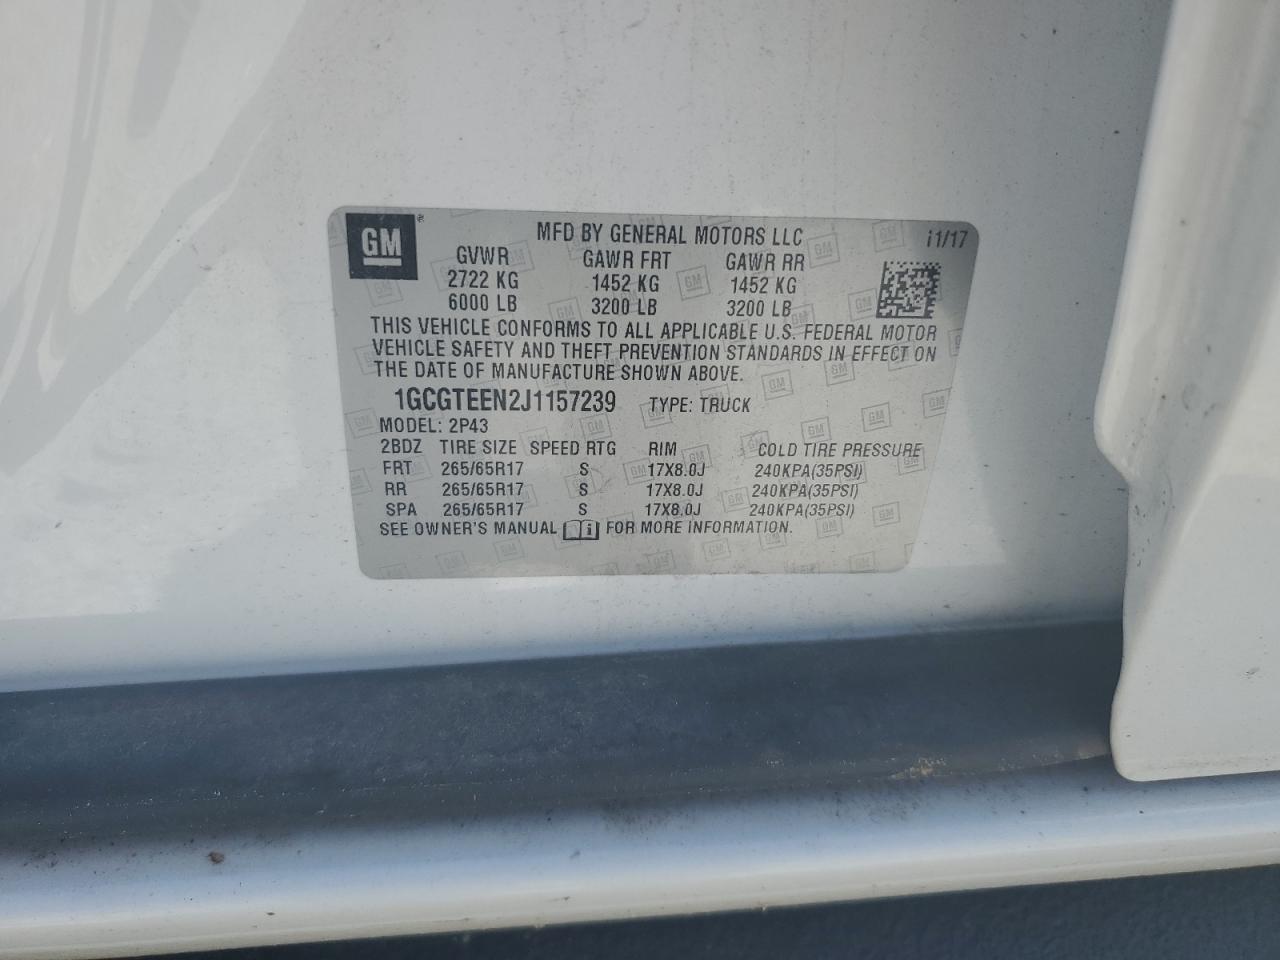 GM ® MFD BY GENERAL MOTORS LLC 11/17
GVWR GAWR FRT GAWR RR
2722 KG 1452 KG 1452 KG
6000 LB 3200 LB 3200 LB
THIS VEHICLE CONFORMS TO ALL APPLICABLE U.S. FEDERAL MOTOR
VEHICLE SAFETY AND THEFT PREVENTION STANDARDS IN EFFECT ON
THE DATE OF MANUFACTURE SHOWN ABOVE.
1GCGTEEN2J1157239 TYPE: TRUCK
MODEL: 2P43
2BDZ TIRE SIZE SPEED RTG RIM COLD TIRE PRESSURE
FRT 265/65R17 S 17X8.0J 240KPA(35PSI)
RR 265/65R17 S 17X8.0J 240KPA(35PSI)
SPA 265/65R17 S 17X8.0J 240KPA(35PSI)
SEE OWNER'S MANUAL i FOR MORE INFORMATION.